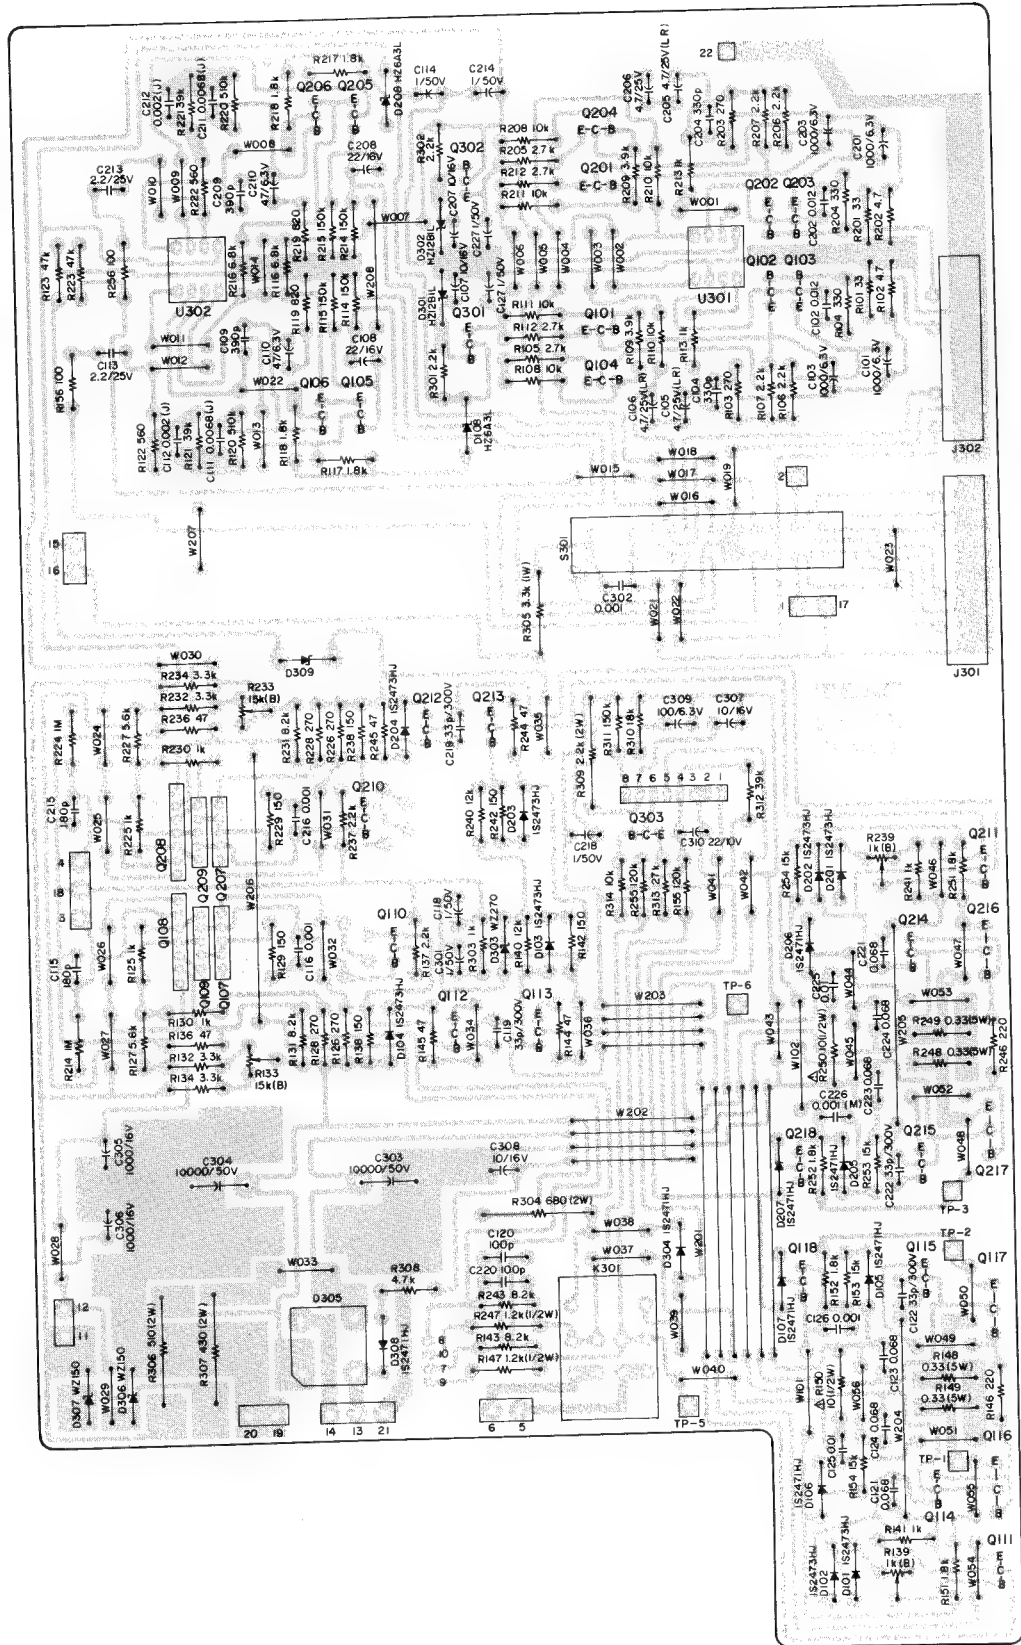 R217 1.8k
Q206 Q205
E-C-B
E-C-B
D208 HZ6A3L
C114
1/50V
C214
1/50V
C206
4.7/25V
C205 4.7/25V(LR)
22
C212
0.002(J)
R221 39k
C211 0.0068(J)
R220 510k
R218 1.8k
W008
C208
22/16V
R302
2.2k
Q302
B-C-E
C207 10/16V
R208 10k
R205 2.7k
R212 2.7k
R211 10k
Q204
E-C-B
Q201
E-C-B
R209 3.9k
R210 10k
C204 330p
R203 270
R207 2.2k
R206 2.2k
C203
1000/6.3V
C201
1000/6.3V
R213 1k
W001
C213
2.2/25V
W010
W009
R222 560
C209
390p
C210
47/6.3V
W007
D302
HZ12B1L
C227 1/50V
Q202 Q203
E-C-B
E-C-B
C202 0.012
R204 330
R201 33
R202 4.7
R123 47k
R223 47k
R256 100
U302
R216 6.8k
W014
R116 6.8k
R219 820
R119 820
R215 150k
R115 150k
R214 150k
R114 150k
W208
D301
HZ12B1L
C107 10/16V
C127 1/50V
W006
W005
W004
W003
W002
U301
Q102 Q103
E-C-B
E-C-B
C102 0.012
R104 330
R101 33
R102 4.7
R156 100
C113
2.2/25V
W011
W012
C109
390p
C110
47/6.3V
C108
22/16V
W022
Q106 Q105
E-C-B
E-C-B
Q301
E-C-B
R301 2.2k
R111 10k
R112 2.7k
R105 2.7k
R108 10k
Q101
E-C-B
Q104
E-C-B
R109 3.9k
R110 10k
R113 1k
C106
4.7/25V(LR)
C105
4.7/25V(LR)
C104
330p
R103 270
R107 2.2k
R106 2.2k
C103
1000/6.3V
C101
1000/6.3V
J302
R122 560
C112 0.002(J)
R121 39k
C111 0.0068(J)
R120 510k
W013
R118 1.8k
R117 1.8k
D108
HZ6A3L
W015
W018
W017
W016
W019
2
15
16
W207
S301
R305 3.3k(1W)
C302
0.001
W021
W022
1
17
W023
J301
W030
R234 3.3k
R232 3.3k
R236 47
R230 1k
R233
15k(B)
D309
R224 1M
W024
R227 5.6k
R231 8.2k
R228 270
R226 270
R238 150
R245 47
D204 1S2473HJ
Q212
B-C-E
C219 33p/300V
Q213
B-C-E
R244 47
W035
R309 2.2k(2W)
R311 150k
R310 18k
C309
100/6.3V
C307
10/16V
8 7 6 5 4 3 2 1
R312 39k
C215
180p
W025
R225 1k
Q208
Q209
Q207
W206
R229 150
C216 0.001
W031
R237 2.2k
Q210
E-C-B
R240 12k
R242 150
D203
1S2473HJ
C218
1/50V
Q303
B-C-E
C310 22/10V
R254 15k
D202 1S2473HJ
D201 1S2473HJ
R239
1k(B)
R241 1k
W046
R251 1.8k
Q211
E-C-B
Q108
Q109
Q107
C115
180p
W026
R125 1k
R129 150
C116 0.001
W032
Q110
E-C-B
R137 2.2k
C301
1/50V
C118
1/50V
R303 1k
D303 WZ270
R140 12k
D103 1S2473HJ
R142 150
R314 10k
R255 120k
R313 27k
R155 120k
W041
W042
D206
1S2471HJ
Q214
E-C-B
C221
0.068
W047
Q216
E-C-B
R214 1M
W027
R127 5.6k
R130 1k
R136 47
R132 3.3k
R134 3.3k
R133
15k(B)
R131 8.2k
R128 270
R126 270
R138 150
D104 1S2473HJ
R145 47
Q112
B-C-E
W034
C119
33p/300V
Q113
B-C-E
R144 47
W036
W203
TP-6
W043
W102
R250 10(1/2W)
C225
0.01
W044
W045
C224 0.068
C223 0.068
W205
W053
R249 0.33(5W)
R248 0.33(5W)
W052
R246 220
C226
0.001(M)
C305
1000/16V
C304
10000/50V
C303
10000/50V
C308
10/16V
W202
Q218
E-C-B
D207
1S2471HJ
R252 1.8k
1S2471HJ
D205
R253 15k
C222 33p/300V
Q215
E-C-B
W048
Q217
E-C-B
TP-3
TP-2
C306
1000/16V
W028
R304 680(2W)
W038
W037
D304 1S2471HJ
W201
C120
100p
C220 100p
R243 8.2k
R247 1.2k(1/2W)
R143 8.2k
R147 1.2k(1/2W)
K301
Q118
E-C-B
D107
1S2471HJ
R152 1.8k
R153 15k
D105 1S2471HJ
C122 33p/300V
Q115
E-C-B
W050
Q117
E-C-B
W033
D305
R308
4.7k
D308
1S2471HJ
12
11
R306 510(2W)
R307 430(2W)
D307 WZ150
W029
D306 WZ150
8
10
7
9
W039
W040
C126 0.001
W101
R150
10(1/2W)
W056
C123 0.068
W049
R148
0.33(5W)
R149
0.33(5W)
R146 220
20 19
14 13 21
6 5
TP-5
C125 0.01
C124 0.068
W204
W051
Q116
E-C-B
TP-1
1S2471HJ
D106
R154 15k
C121
0.068
E-C-B
Q114
W055
1S2473HJ
D102
D101 1S2473HJ
R141 1k
R139
1k(B)
R151 1.8k
W054
Q111
E-C-B